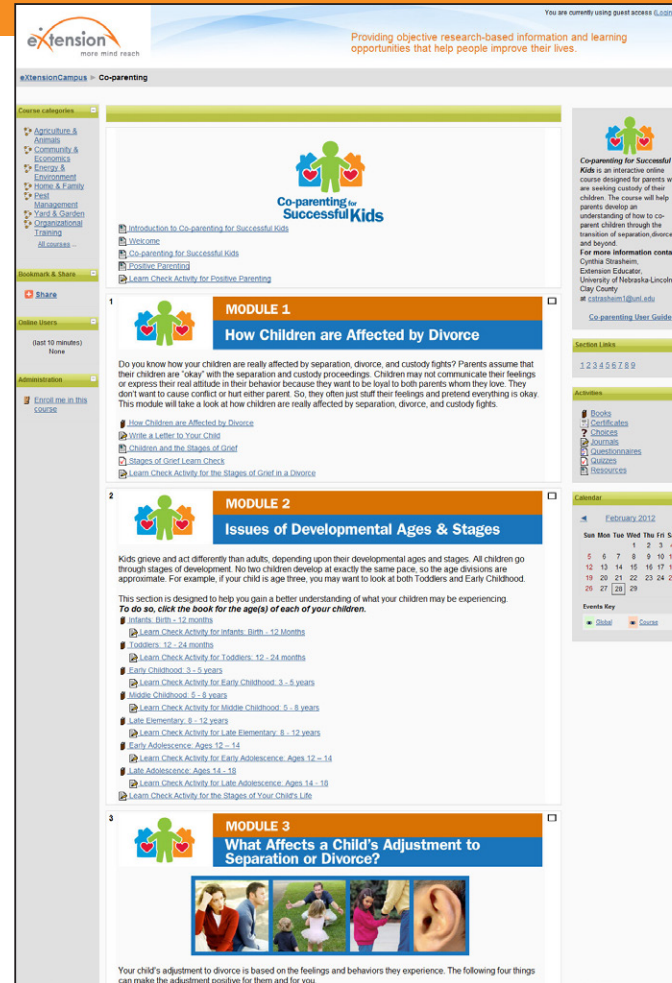 You are currently using guest access (Login
eXtension
more mind reach
Providing objective research-based information and learning
opportunities that help people improve their lives.
eXtensionCampus ► Co-parenting
Course categories
Agriculture &
Animals
Community &
Economics
Energy &
Environment
Home & Family
Pest
Management
Yard & Garden
Organizational
Training
All courses ...
Bookmark & Share
Share
Online Users
(last 10 minutes)
None
Administration
Enroll me in this
course
Co-parenting for
Successful Kids
Introduction to Co-parenting for Successful Kids
Welcome
Co-parenting for Successful Kids
Positive Parenting
Learn Check Activity for Positive Parenting
1
MODULE 1
How Children are Affected by Divorce
Do you know how your children are really affected by separation, divorce, and custody fights? Parents assume that
their children are "okay" with the separation and custody proceedings. Children may not communicate their feelings
or express their real attitude in their behavior because they want to be loyal to both parents whom they love. They
don't want to cause conflict or hurt either parent. So, they often just stuff their feelings and pretend everything is okay.
This module will take a look at how children are really affected by separation, divorce, and custody fights.
How Children are Affected by Divorce
Write a Letter to Your Child
Children and the Stages of Grief
Stages of Grief Learn Check
Learn Check Activity for the Stages of Grief in a Divorce
2
MODULE 2
Issues of Developmental Ages & Stages
Kids grieve and act differently than adults, depending upon their developmental ages and stages. All children go
through stages of development. No two children develop at exactly the same pace, so the age divisions are
approximate. For example, if your child is age three, you may want to look at both Toddlers and Early Childhood.
This section is designed to help you gain a better understanding of what your children may be experiencing.
To do so, click the book for the age(s) of each of your children.
Infants: Birth - 12 months
Learn Check Activity for Infants: Birth - 12 Months
Toddlers: 12 - 24 months
Learn Check Activity for Toddlers: 12 - 24 months
Early Childhood: 3 - 5 years
Learn Check Activity for Early Childhood: 3 - 5 years
Middle Childhood: 5 - 8 years
Learn Check Activity for Middle Childhood: 5 - 8 years
Late Elementary: 8 - 12 years
Learn Check Activity for Late Elementary: 8 - 12 years
Early Adolescence: Ages 12 – 14
Learn Check Activity for Early Adolescence: Ages 12 – 14
Late Adolescence: Ages 14 - 18
Learn Check Activity for Late Adolescence: Ages 14 - 18
Learn Check Activity for the Stages of Your Child's Life
3
MODULE 3
What Affects a Child's Adjustment to
Separation or Divorce?
Your child's adjustment to divorce is based on the feelings and behaviors they experience. The following four things
can make the adjustment positive for them and for you.
Co-parenting for Successful
Kids is an interactive online
course designed for parents w
are seeking custody of their
children. The course will help
parents develop an
understanding of how to co-
parent children through the
transition of separation,divorce
and beyond.
For more information conta
Cynthia Strasheim,
Extension Educator,
University of Nebraska-Lincoln
Clay County
at cstrasheim1@unl.edu
Co-parenting User Guide
Section Links
1 2 3 4 5 6 7 8 9
Activities
Books
Certificates
Choices
Journals
Questionnaires
Quizzes
Resources
Calendar
◄ February 2012
Sun Mon Tue Wed Thu Fri Sa
1 2 3 4
5 6 7 8 9 10 1
12 13 14 15 16 17 1
19 20 21 22 23 24 2
26 27 28 29
Events Key
Global Course